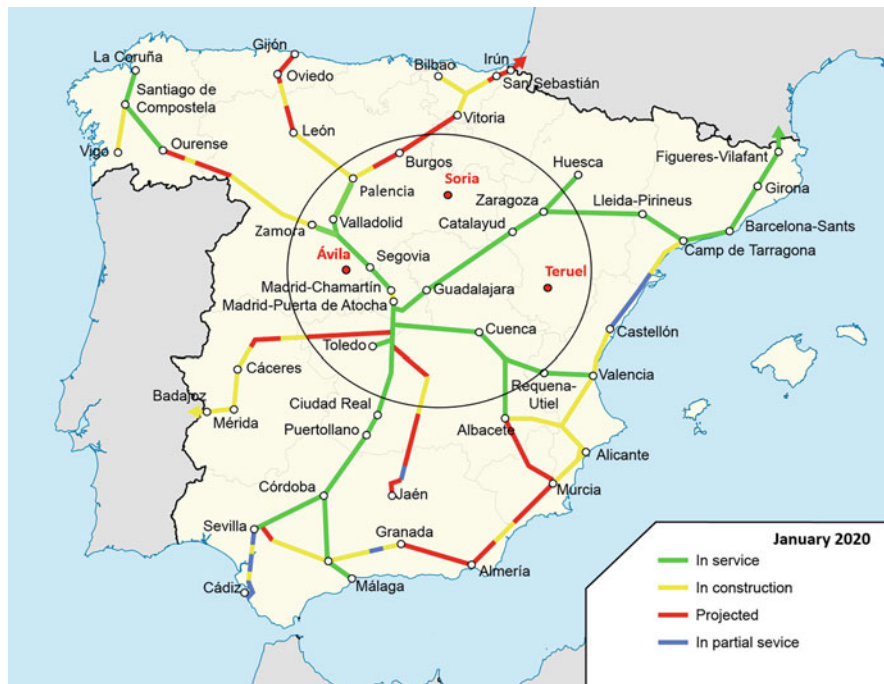 Gijón
Irún
La Coruña
Bilbao
Oviedo
San Sebastián
Santiago de
Compostela
Vitoria
León
Ourense
Vigo
Burgos
Huesca
Figueres-Vilafant
Palencia
Soria
Zaragoza
Lleida-Pirineus
Girona
Valladolid
Catalayud
Zamora
Barcelona-Sants
Camp de Tarragona
Ávila
Segovia
Teruel
Madrid-Chamartín
Guadalajara
Madrid-Puerta de Atocha
Cuenca
Castellón
Toledo
Cáceres
Valencia
Requena-
Utiel
Badajoz
Ciudad Real
Mérida
Puertollano
Albacete
Alicante
Córdoba
Jaén
Murcia
Sevilla
Granada
January 2020
Almería
Málaga
Cádiz
In service
In construction
Projected
In partial sevice